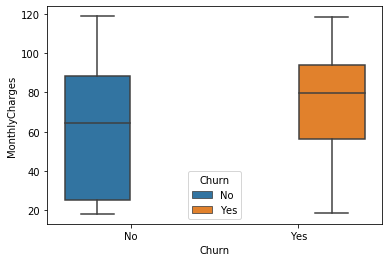 120
100
80
60
40
20
MonthlyCharges
Churn
No
Yes
No
Yes
Churn